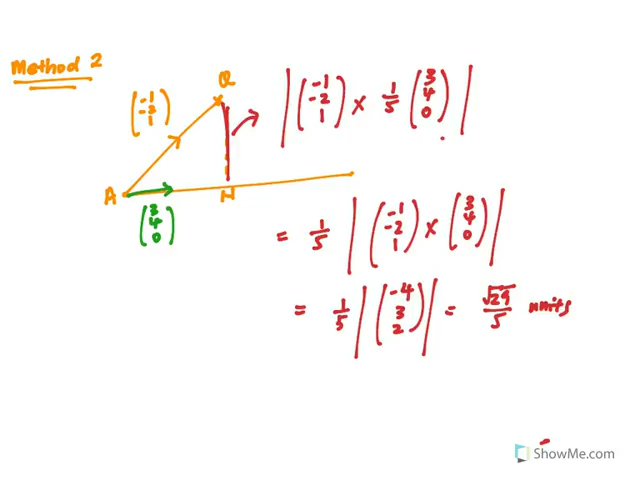 Method 2
Q
(-1 -2 1)
A
N
(3 4 0)
| (-1 -2 1) × 1/5 (3 4 0) |
= 1/5 | (-1 -2 1) × (3 4 0) |
= 1/5 | (-4 3 2) | = √29/5 units
ShowMe.com